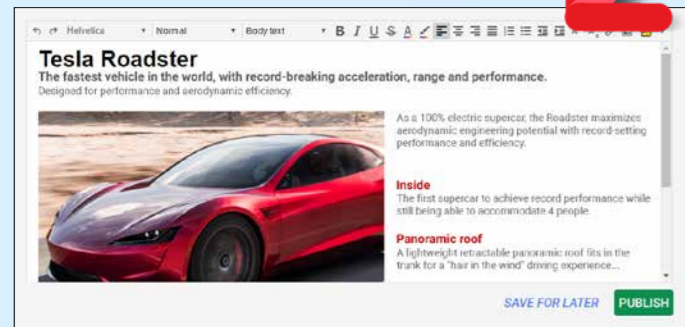 Helvetica Normal Body text B I U S A
Tesla Roadster
The fastest vehicle in the world, with record-breaking acceleration, range and performance.
Designed for performance and aerodynamic efficiency.
As a 100% electric supercar, the Roadster maximizes
aerodynamic engineering potential with record-setting
performance and efficiency.
Inside
The first supercar to achieve record performance while
still being able to accommodate 4 people.
Panoramic roof
A lightweight retractable panoramic roof fits in the
trunk for a "hair in the wind" driving experience...
SAVE FOR LATER PUBLISH